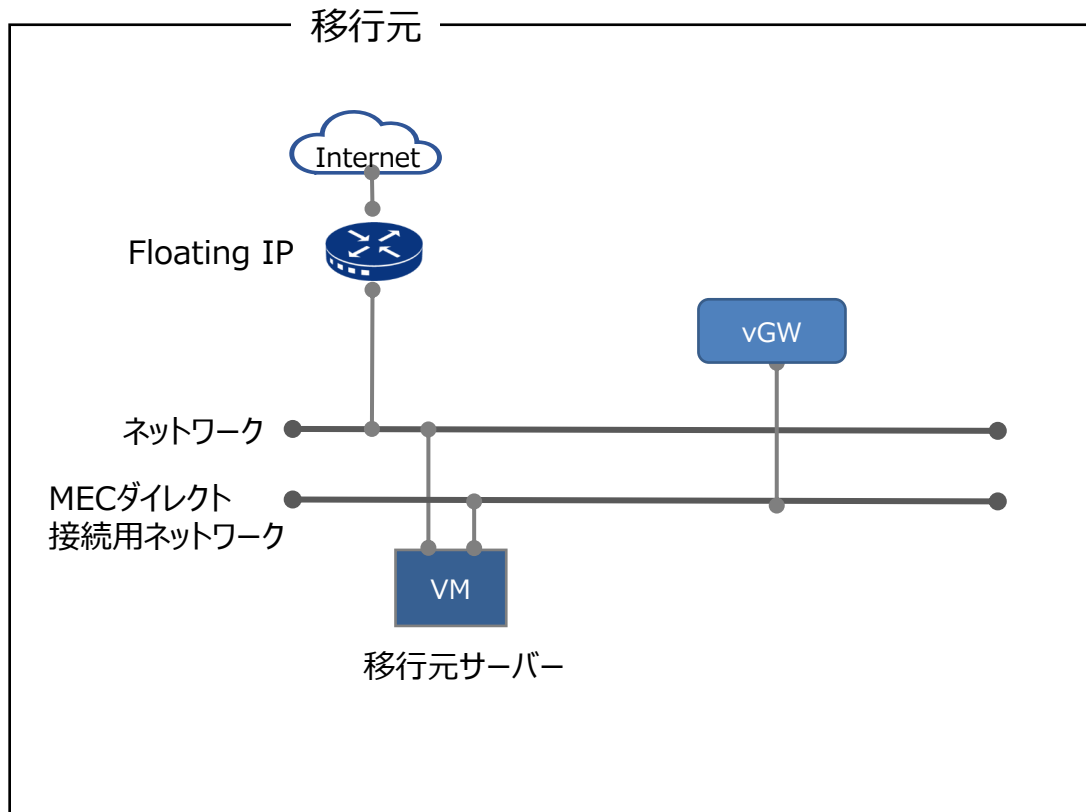 移行元
Internet
Floating IP
vGW
ネットワーク
MECダイレクト
接続用ネットワーク
VM
移行元サーバー